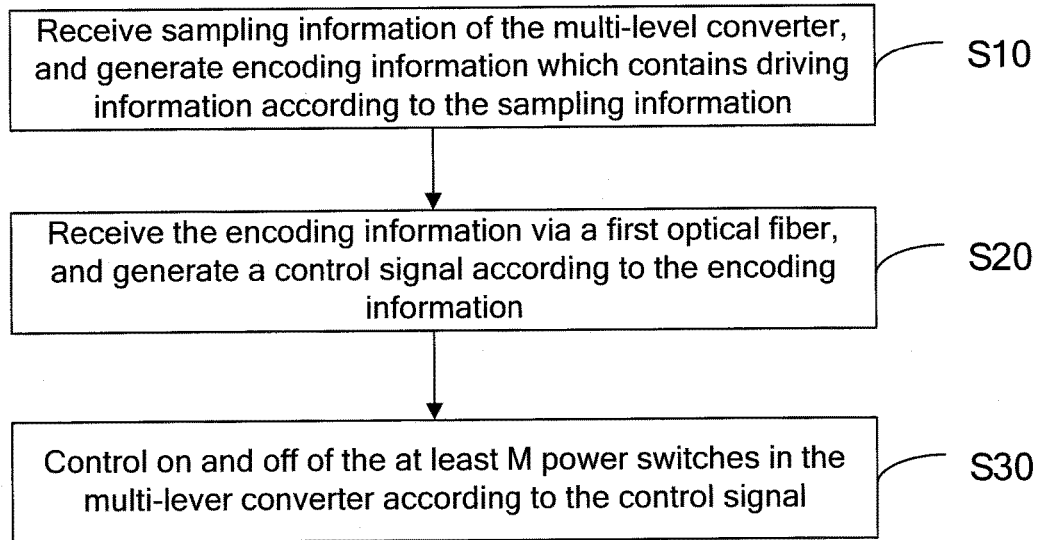 Receive sampling information of the multi-level converter,
and generate encoding information which contains driving
information according to the sampling information
S10
Receive the encoding information via a first optical fiber,
and generate a control signal according to the encoding
information
S20
Control on and off of the at least M power switches in the
multi-lever converter according to the control signal
S30